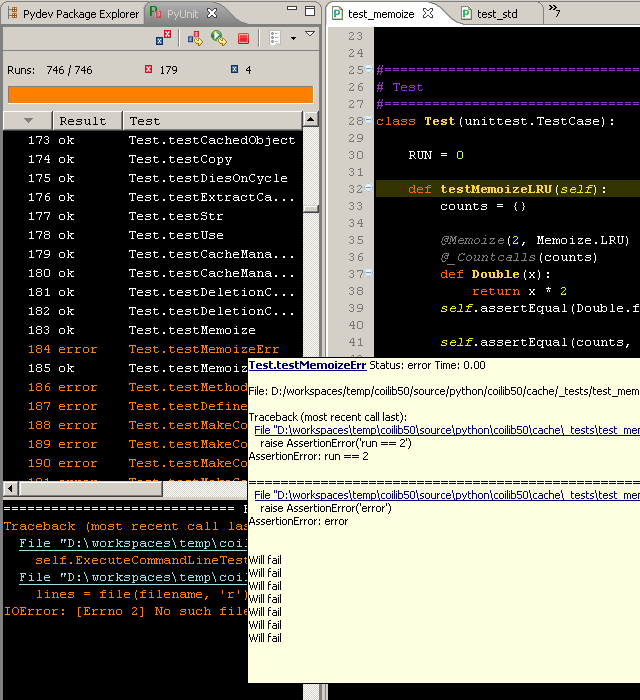 Pydev Package Explorer PyUnit
Runs: 746 / 746 179 4
Result Test
173 ok Test.testCachedObject
174 ok Test.testCopy
175 ok Test.testDiesOnCycle
176 ok Test.testExtractCa...
177 ok Test.testStr
178 ok Test.testUse
179 ok Test.testCacheMana...
180 ok Test.testCacheMana...
181 ok Test.testDeletionC...
182 ok Test.testDeletionC...
183 ok Test.testMemoize
184 error Test.testMemoizeErr
185 ok Test.testMemoiz
186 error Test.testMethod
187 error Test.testDefine
188 error Test.testMakeCo
189 error Test.testMakeCo
190 error Test.testMakeCo
============================
Traceback (most recent call las
File "D:\workspaces\temp\coil
self.ExecuteCommandLineTest
File "D:\workspaces\temp\coil
lines = file(filename, 'r')
IOError: [Errno 2] No such file
test_memoize test_std »7
23
24
25 #================================
26 # Test
27 #================================
28 class Test(unittest.TestCase):
29
30 RUN = 0
31
32 def testMemoizeLRU(self):
33 counts = {}
34
35 @Memoize(2, Memoize.LRU)
36 @_Countcalls(counts)
37 def Double(x):
38 return x * 2
39 self.assertEqual(Double.f
40
41 self.assertEqual(counts,
Test.testMemoizErr Status: error Time: 0.00
File: D:/workspaces/temp/coilib50/source/python/coilib50/cache/_tests/test_mem
Traceback (most recent call last):
File "D:\workspaces\temp\coilib50\source\python\coilib50\cache\_tests\test_mem
raise AssertionError('run == 2')
AssertionError: run == 2
================================
File "D:\workspaces\temp\coilib50\source\python\coilib50\cache\_tests\test_mem
raise AssertionError('error')
AssertionError: error
Will fail
Will fail
Will fail
Will fail
Will fail
Will fail
Will fail